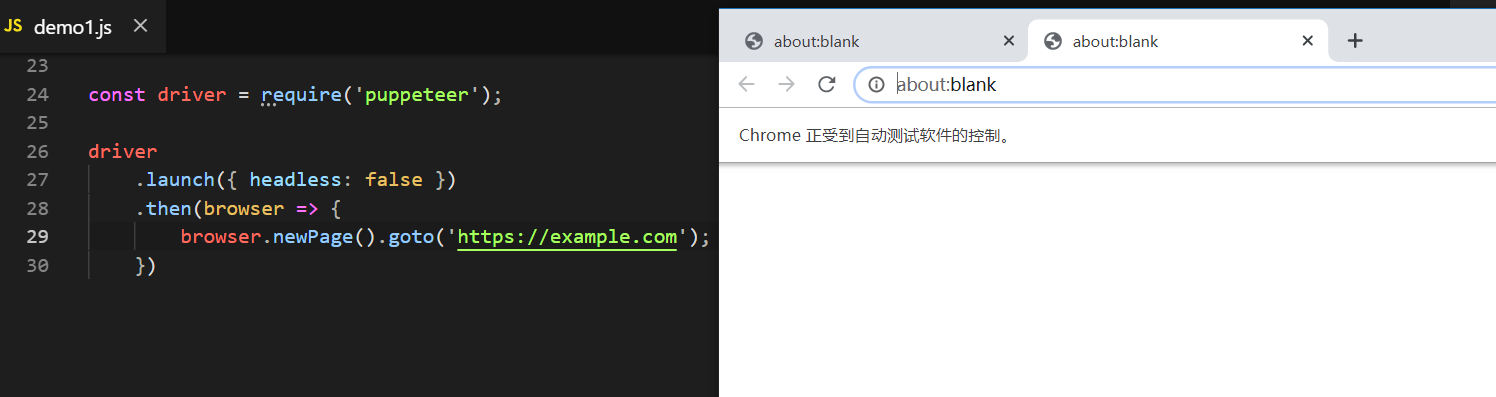 JS demo1.js
23
24 const driver = require('puppeteer');
25
26 driver
27 .launch({ headless: false })
28 .then(browser => {
29 browser.newPage().goto('https://example.com');
30 })
about:blank about:blank
about:blank
Chrome 正受到自动测试软件的控制。